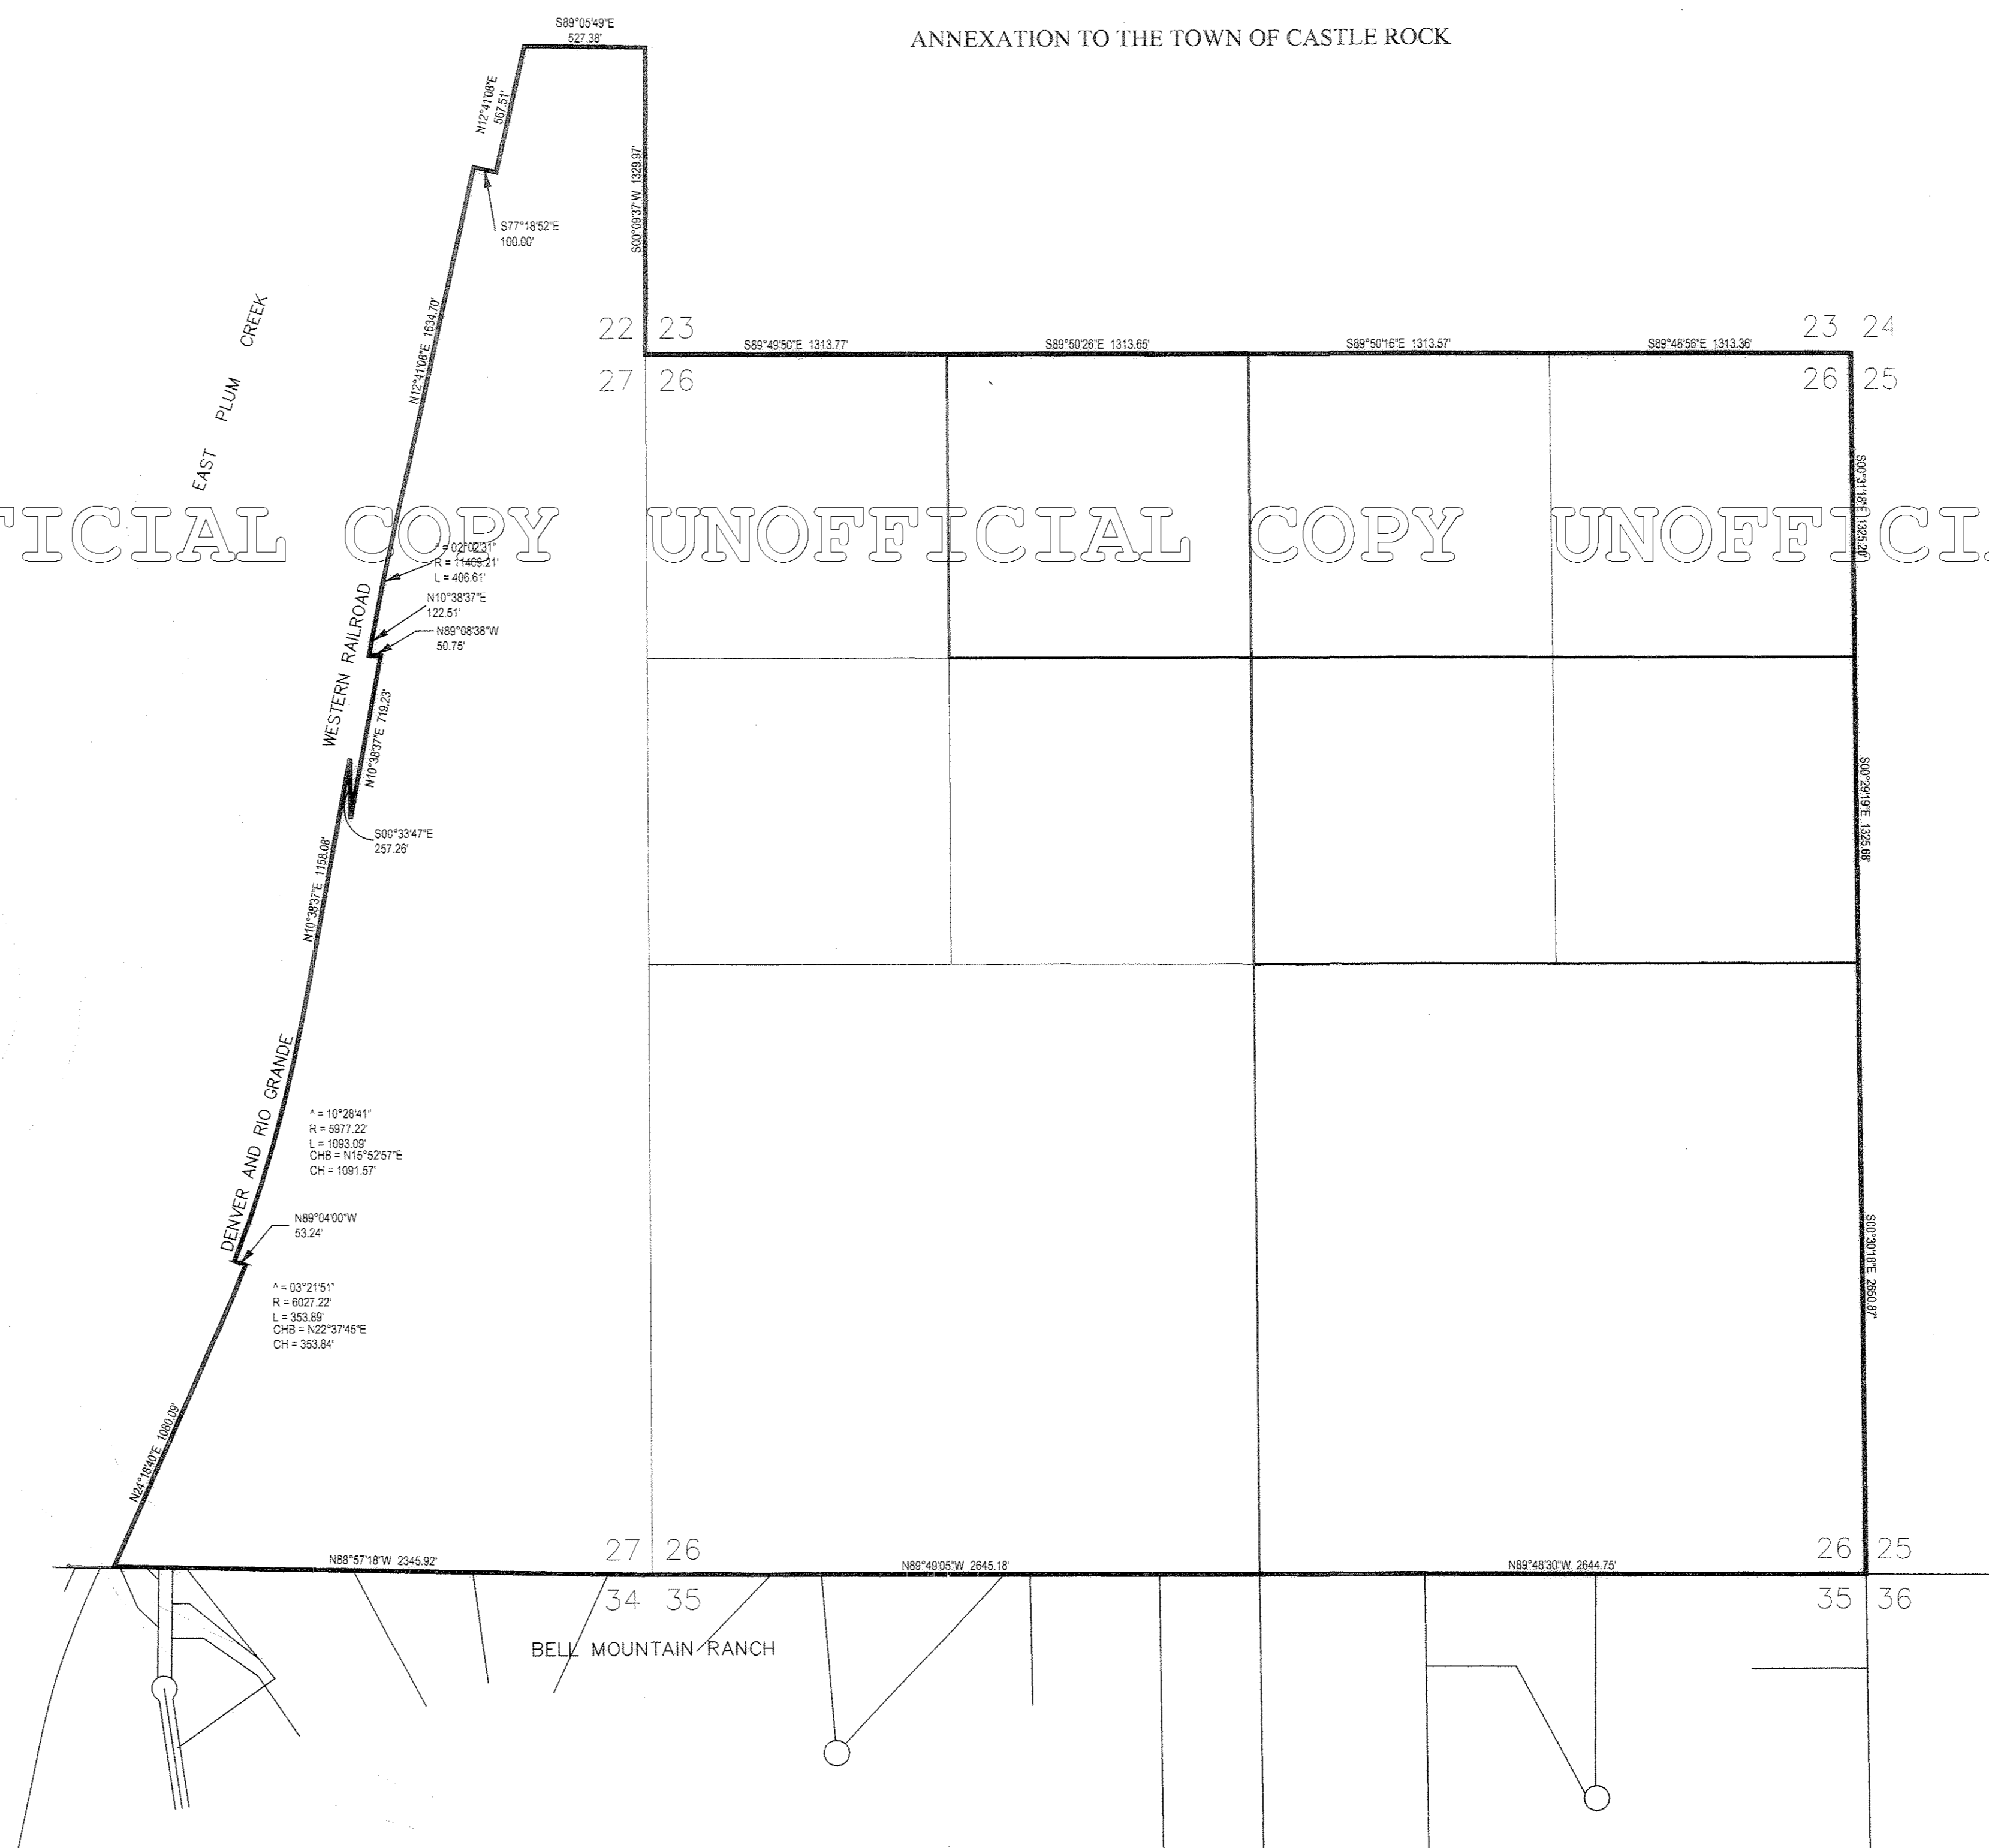 S89°05'49"E
527.38'
ANNEXATION TO THE TOWN OF CASTLE ROCK
N12°41'08"E
567.51'
S00°09'37"W 1329.97'
S77°18'52"E
100.00'
N12°41'08"E 1634.70'
EAST PLUM CREEK
22 23
27 26
S89°49'50"E 1313.77'
S89°50'26"E 1313.65'
S89°50'16"E 1313.57'
S89°48'56"E 1313.36'
23 24
26 25
S00°31'18"E 1325.20'
FICIAL COPY UNOFFICIAL COPY UNOFFICI
^ = 02°02'31"
R = 11409.21'
L = 406.61'
N10°38'37"E
122.51'
N89°08'38"W
50.75'
WESTERN RAILROAD
N10°38'37"E 719.23'
S00°33'47"E
257.26'
S00°29'19"E 1325.68'
N10°38'37"E 1158.08'
DENVER AND RIO GRANDE
^ = 10°28'41"
R = 5977.22'
L = 1093.09'
CHB = N15°52'57"E
CH = 1091.57'
N89°04'00"W
53.24'
S00°30'18"E 2650.87'
^ = 03°21'51"
R = 6027.22'
L = 353.89'
CHB = N22°37'45"E
CH = 353.84'
N24°18'40"E 1080.09'
N88°57'18"W 2345.92'
27 26
34 35
N89°49'05"W 2645.18'
N89°48'30"W 2644.75'
26 25
35 36
BELL MOUNTAIN RANCH